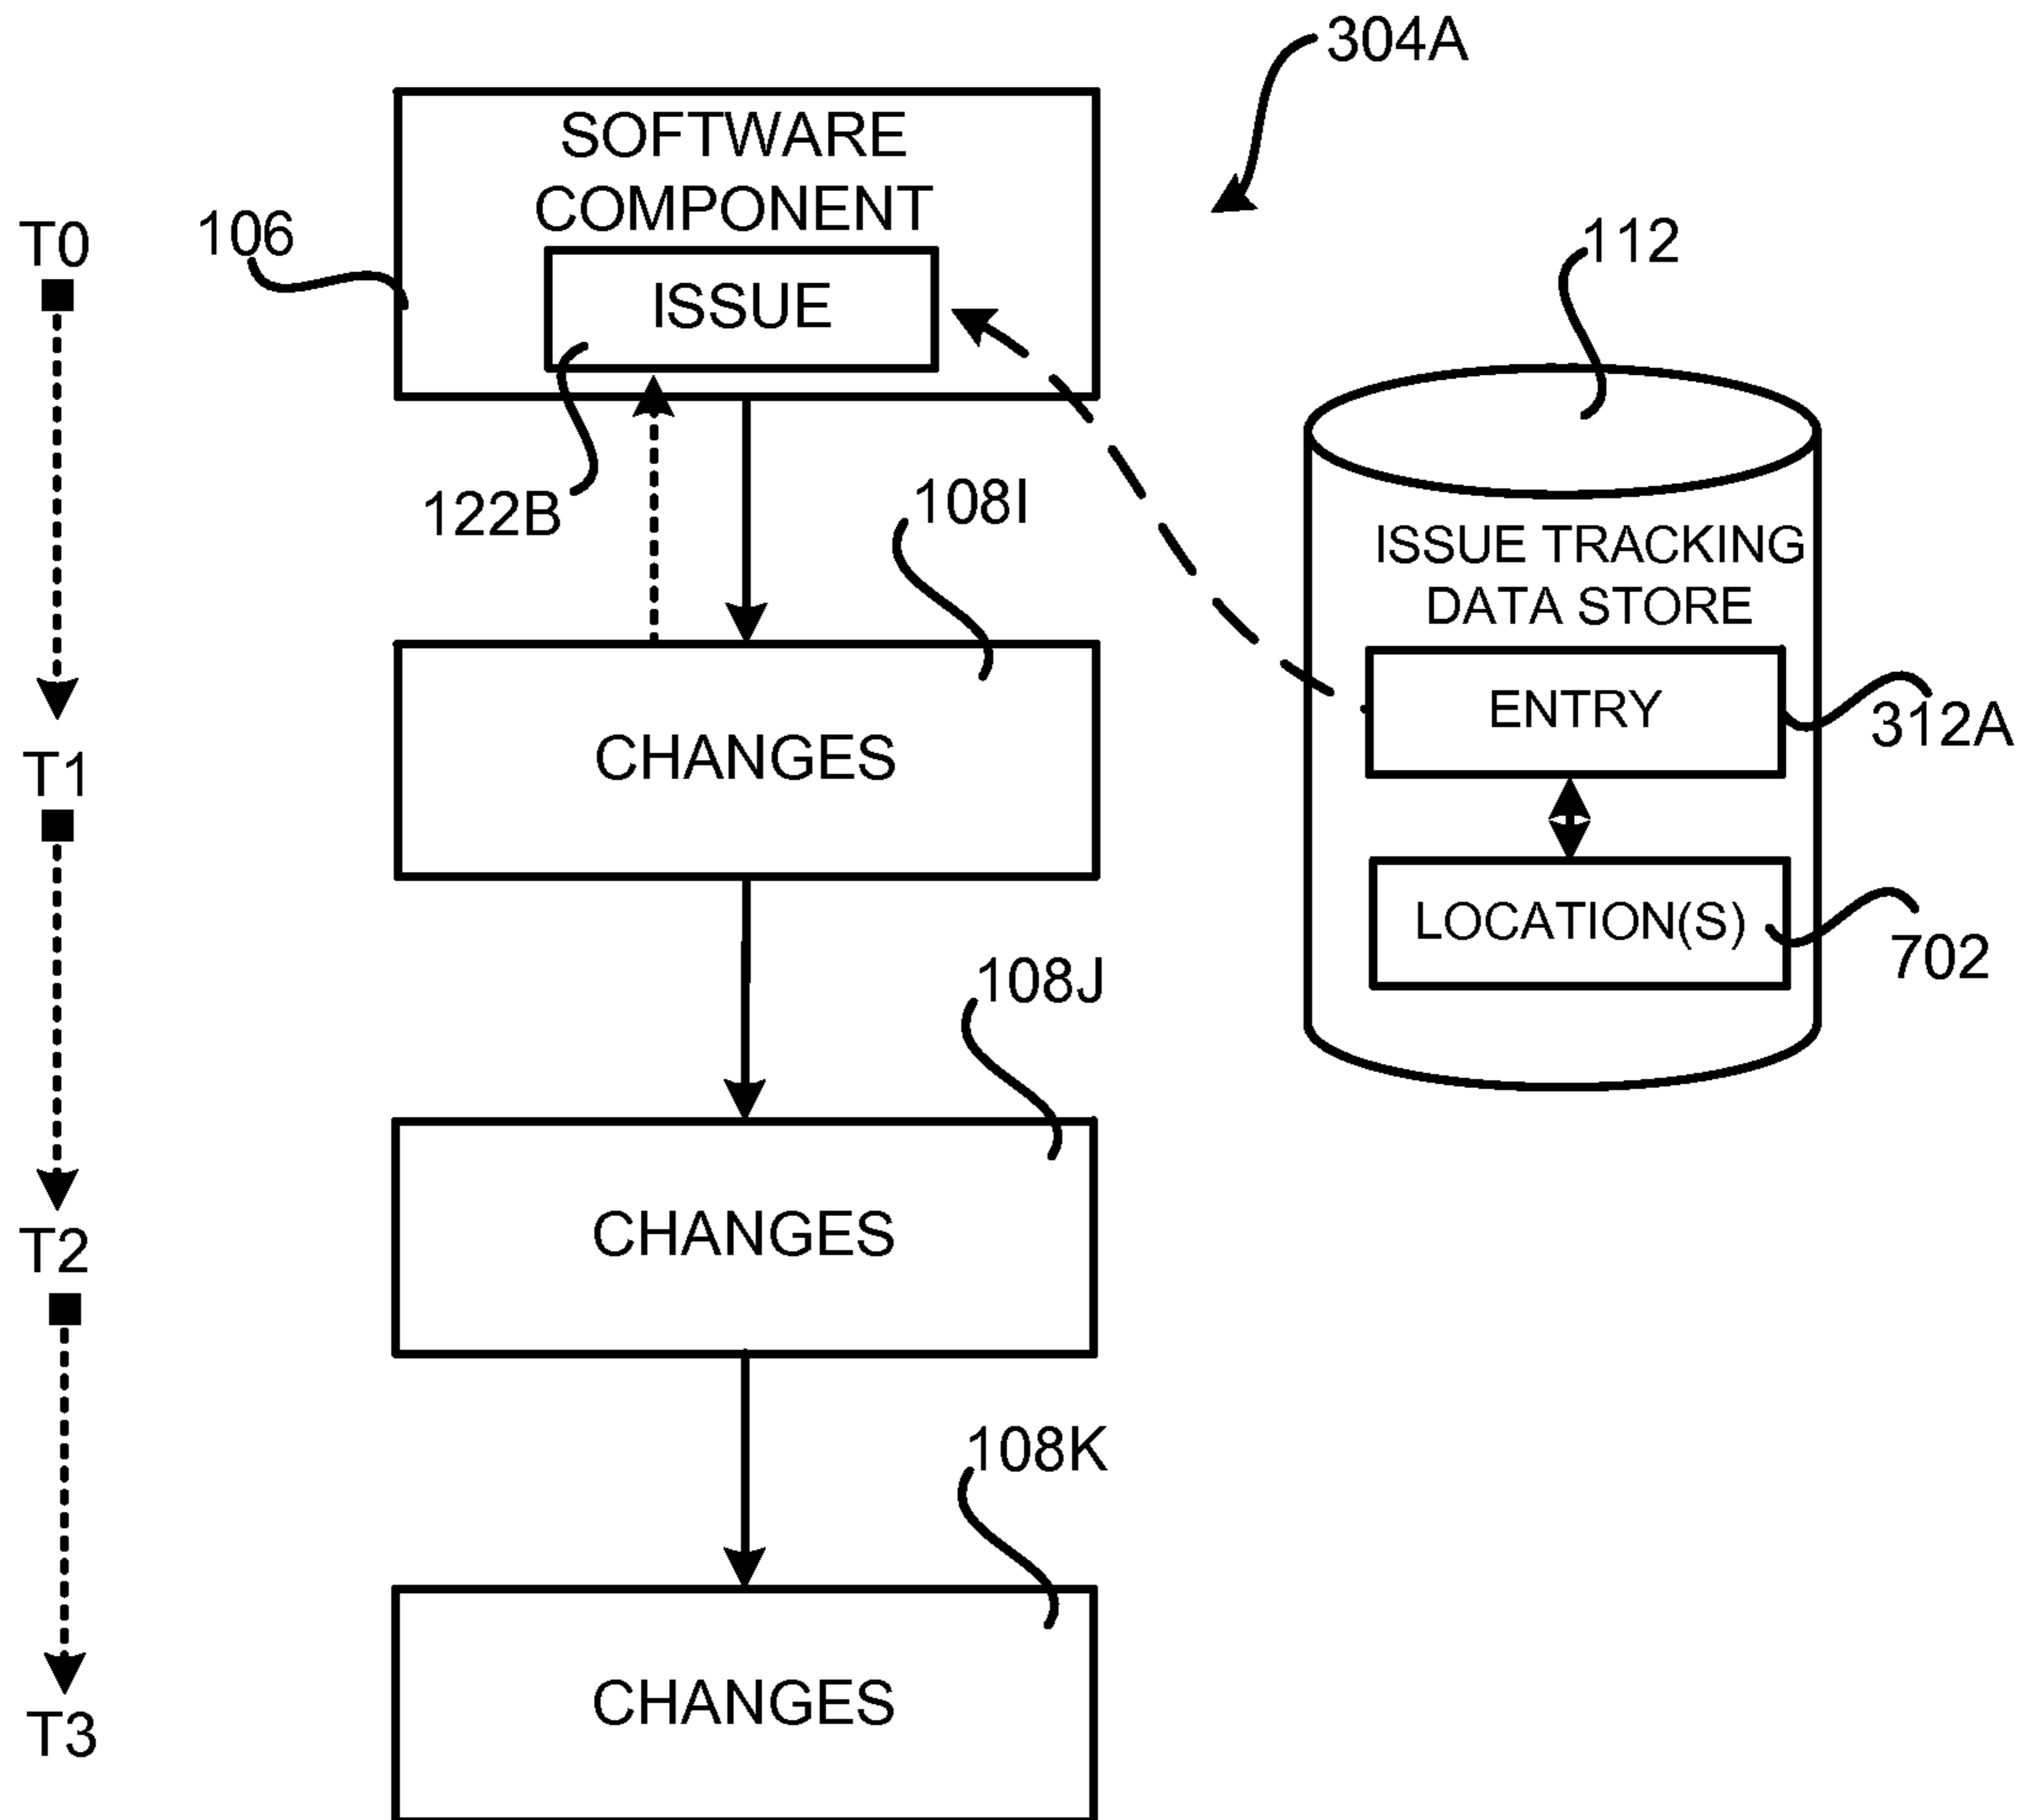 304A
SOFTWARE
COMPONENT
T0
106
112
ISSUE
122B
108I
ISSUE TRACKING
DATA STORE
ENTRY
312A
T1
CHANGES
LOCATION(S)
702
108J
T2
CHANGES
108K
CHANGES
T3